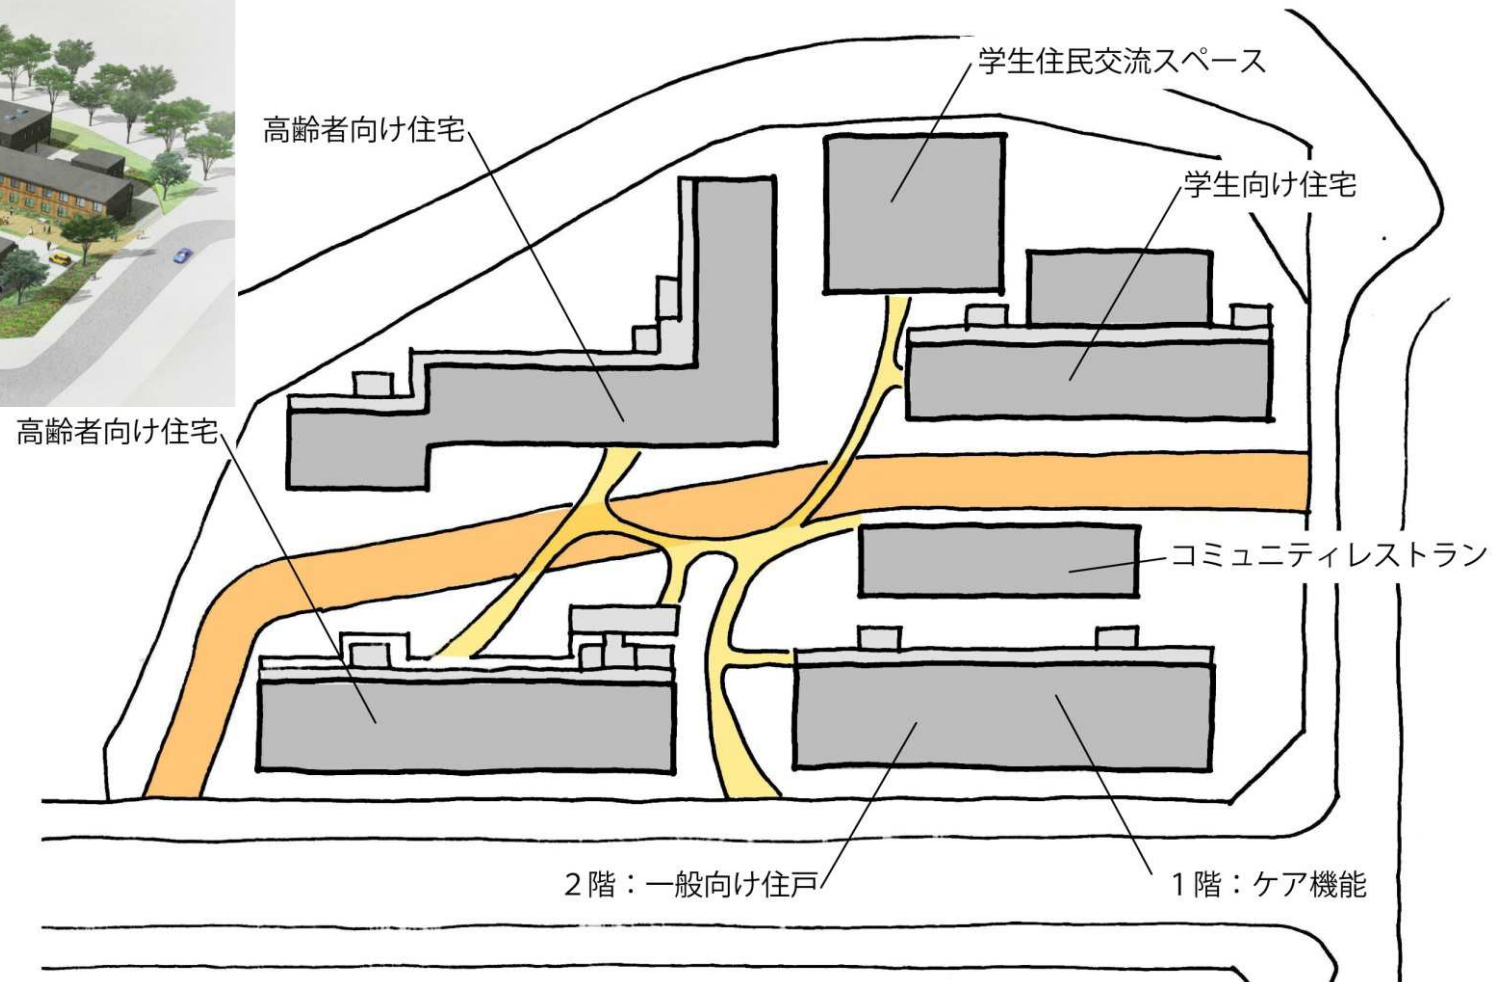 学生住民交流スペース
高齢者向け住宅
学生向け住宅
高齢者向け住宅
コミュニティレストラン
2階：一般向け住戸
1階：ケア機能